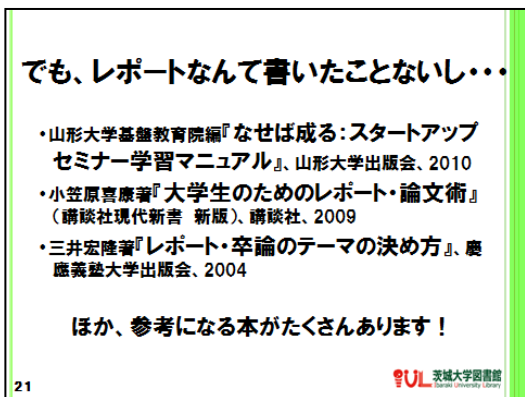 でも、レポートなんて書いたことないし・・・
・山形大学基盤教育院編『なせば成る：スタートアップ
セミナー学習マニュアル』、山形大学出版会、2010
・小笠原喜康著『大学生のためのレポート・論文術』
（講談社現代新書　新版）、講談社、2009
・三井宏隆著『レポート・卒論のテーマの決め方』、慶
應義塾大学出版会、2004
ほか、参考になる本がたくさんあります！
21
UL 茨城大学図書館
Ibaraki University Library